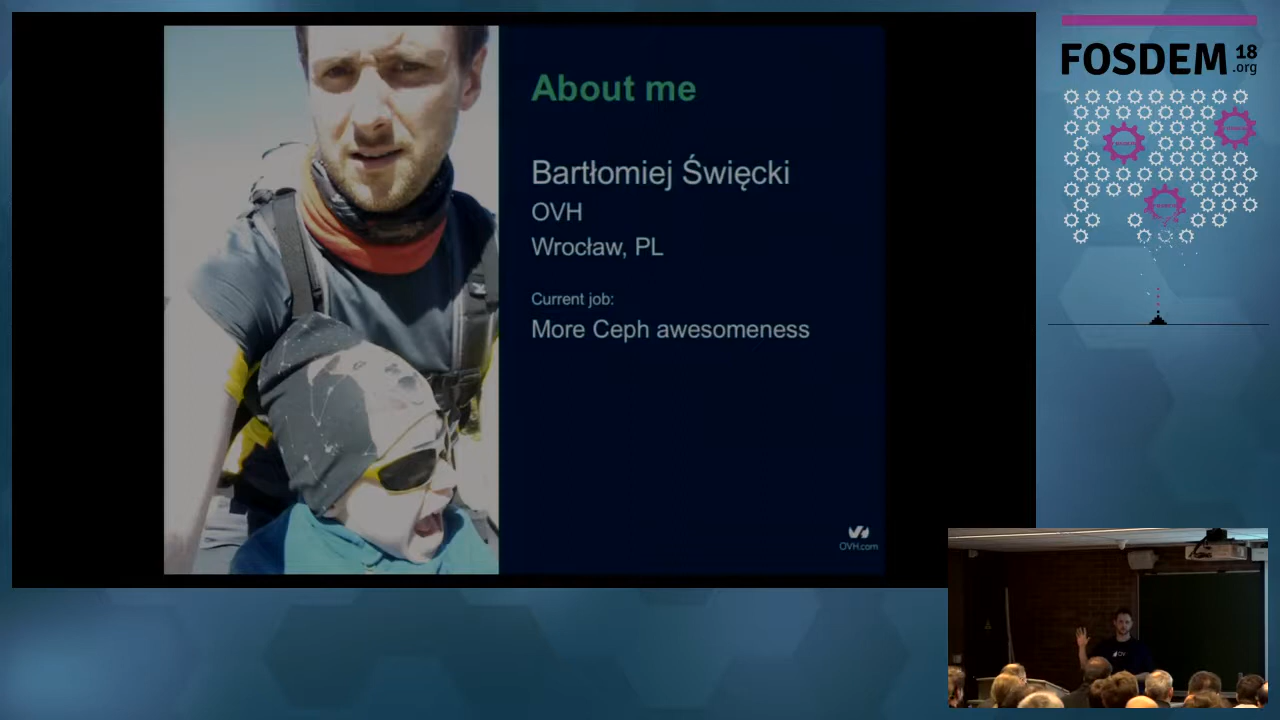 About me
Bartłomiej Święcki
OVH
Wrocław, PL
Current job:
More Ceph awesomeness
OVH.com
FOSDEM 18
.org